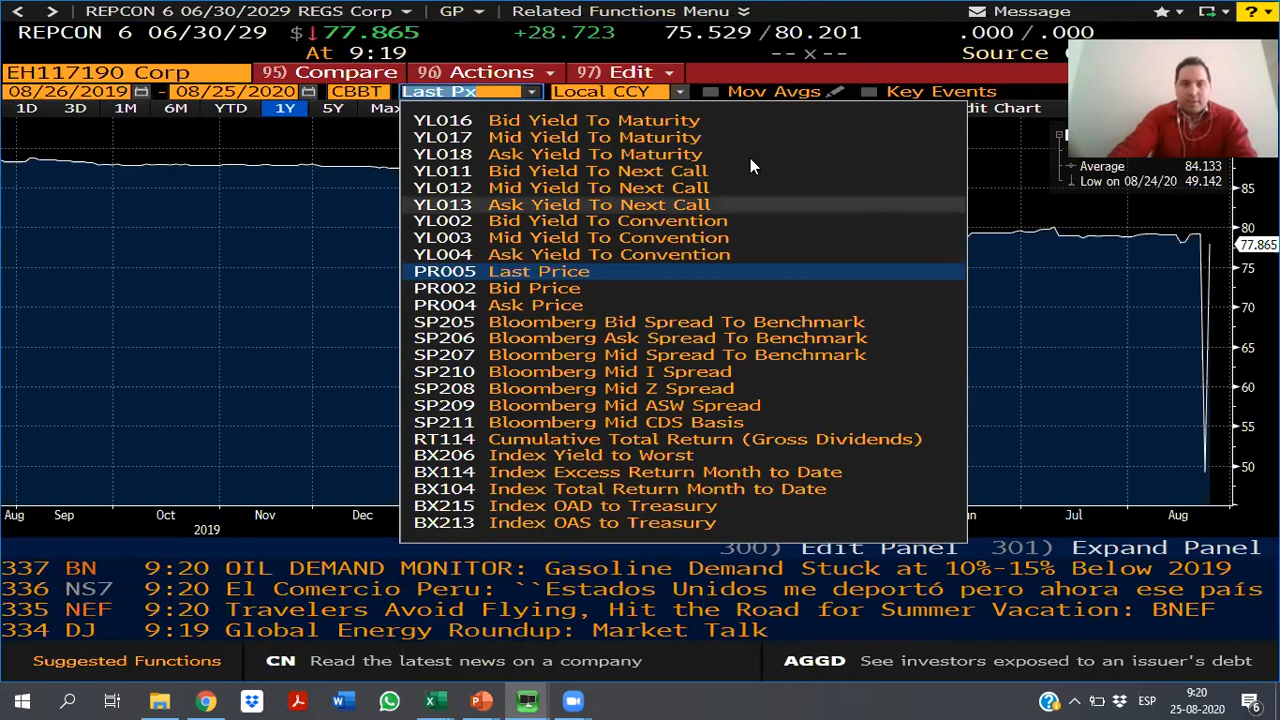 < > REPCON 6 06/30/2029 REGS Corp GP Related Functions Menu Message ?
REPCON 6 06/30/29 $↓77.865 +28.723 75.529/80.201 .000/.000
At 9:19 -- x -- Source
EH117190 Corp 95) Compare 96) Actions 97) Edit
08/26/2019 - 08/25/2020 CBBT Last Px Local CCY Mov Avgs Key Events
1D 3D 1M 6M YTD 1Y 5Y Max dit Chart
YL016 Bid Yield To Maturity
YL017 Mid Yield To Maturity
YL018 Ask Yield To Maturity
YL011 Bid Yield To Next Call
YL012 Mid Yield To Next Call
YL013 Ask Yield To Next Call
YL002 Bid Yield To Convention
YL003 Mid Yield To Convention
YL004 Ask Yield To Convention
PR005 Last Price
PR002 Bid Price
PR004 Ask Price
SP205 Bloomberg Bid Spread To Benchmark
SP206 Bloomberg Ask Spread To Benchmark
SP207 Bloomberg Mid Spread To Benchmark
SP210 Bloomberg Mid I Spread
SP208 Bloomberg Mid Z Spread
SP209 Bloomberg Mid ASW Spread
SP211 Bloomberg Mid CDS Basis
RT114 Cumulative Total Return (Gross Dividends)
BX206 Index Yield to Worst
BX114 Index Excess Return Month to Date
BX104 Index Total Return Month to Date
BX215 Index OAD to Treasury
BX213 Index OAS to Treasury
Average 84.133
Low on 08/24/20 49.142
85
80
77.865
75
70
65
60
55
50
Aug Sep Oct Nov Dec Jul Aug
2019
300) Edit Panel 301) Expand Panel
337 BN 9:20 OIL DEMAND MONITOR: Gasoline Demand Stuck at 10%-15% Below 2019
336 NS7 9:20 El Comercio Peru: ``Estados Unidos me deportó pero ahora ese país
335 NEF 9:20 Travelers Avoid Flying, Hit the Road for Summer Vacation: BNEF
334 DJ 9:19 Global Energy Roundup: Market Talk
Suggested Functions CN Read the latest news on a company AGGD See investors exposed to an issuer's debt
ESP 9:20
25-08-2020 6